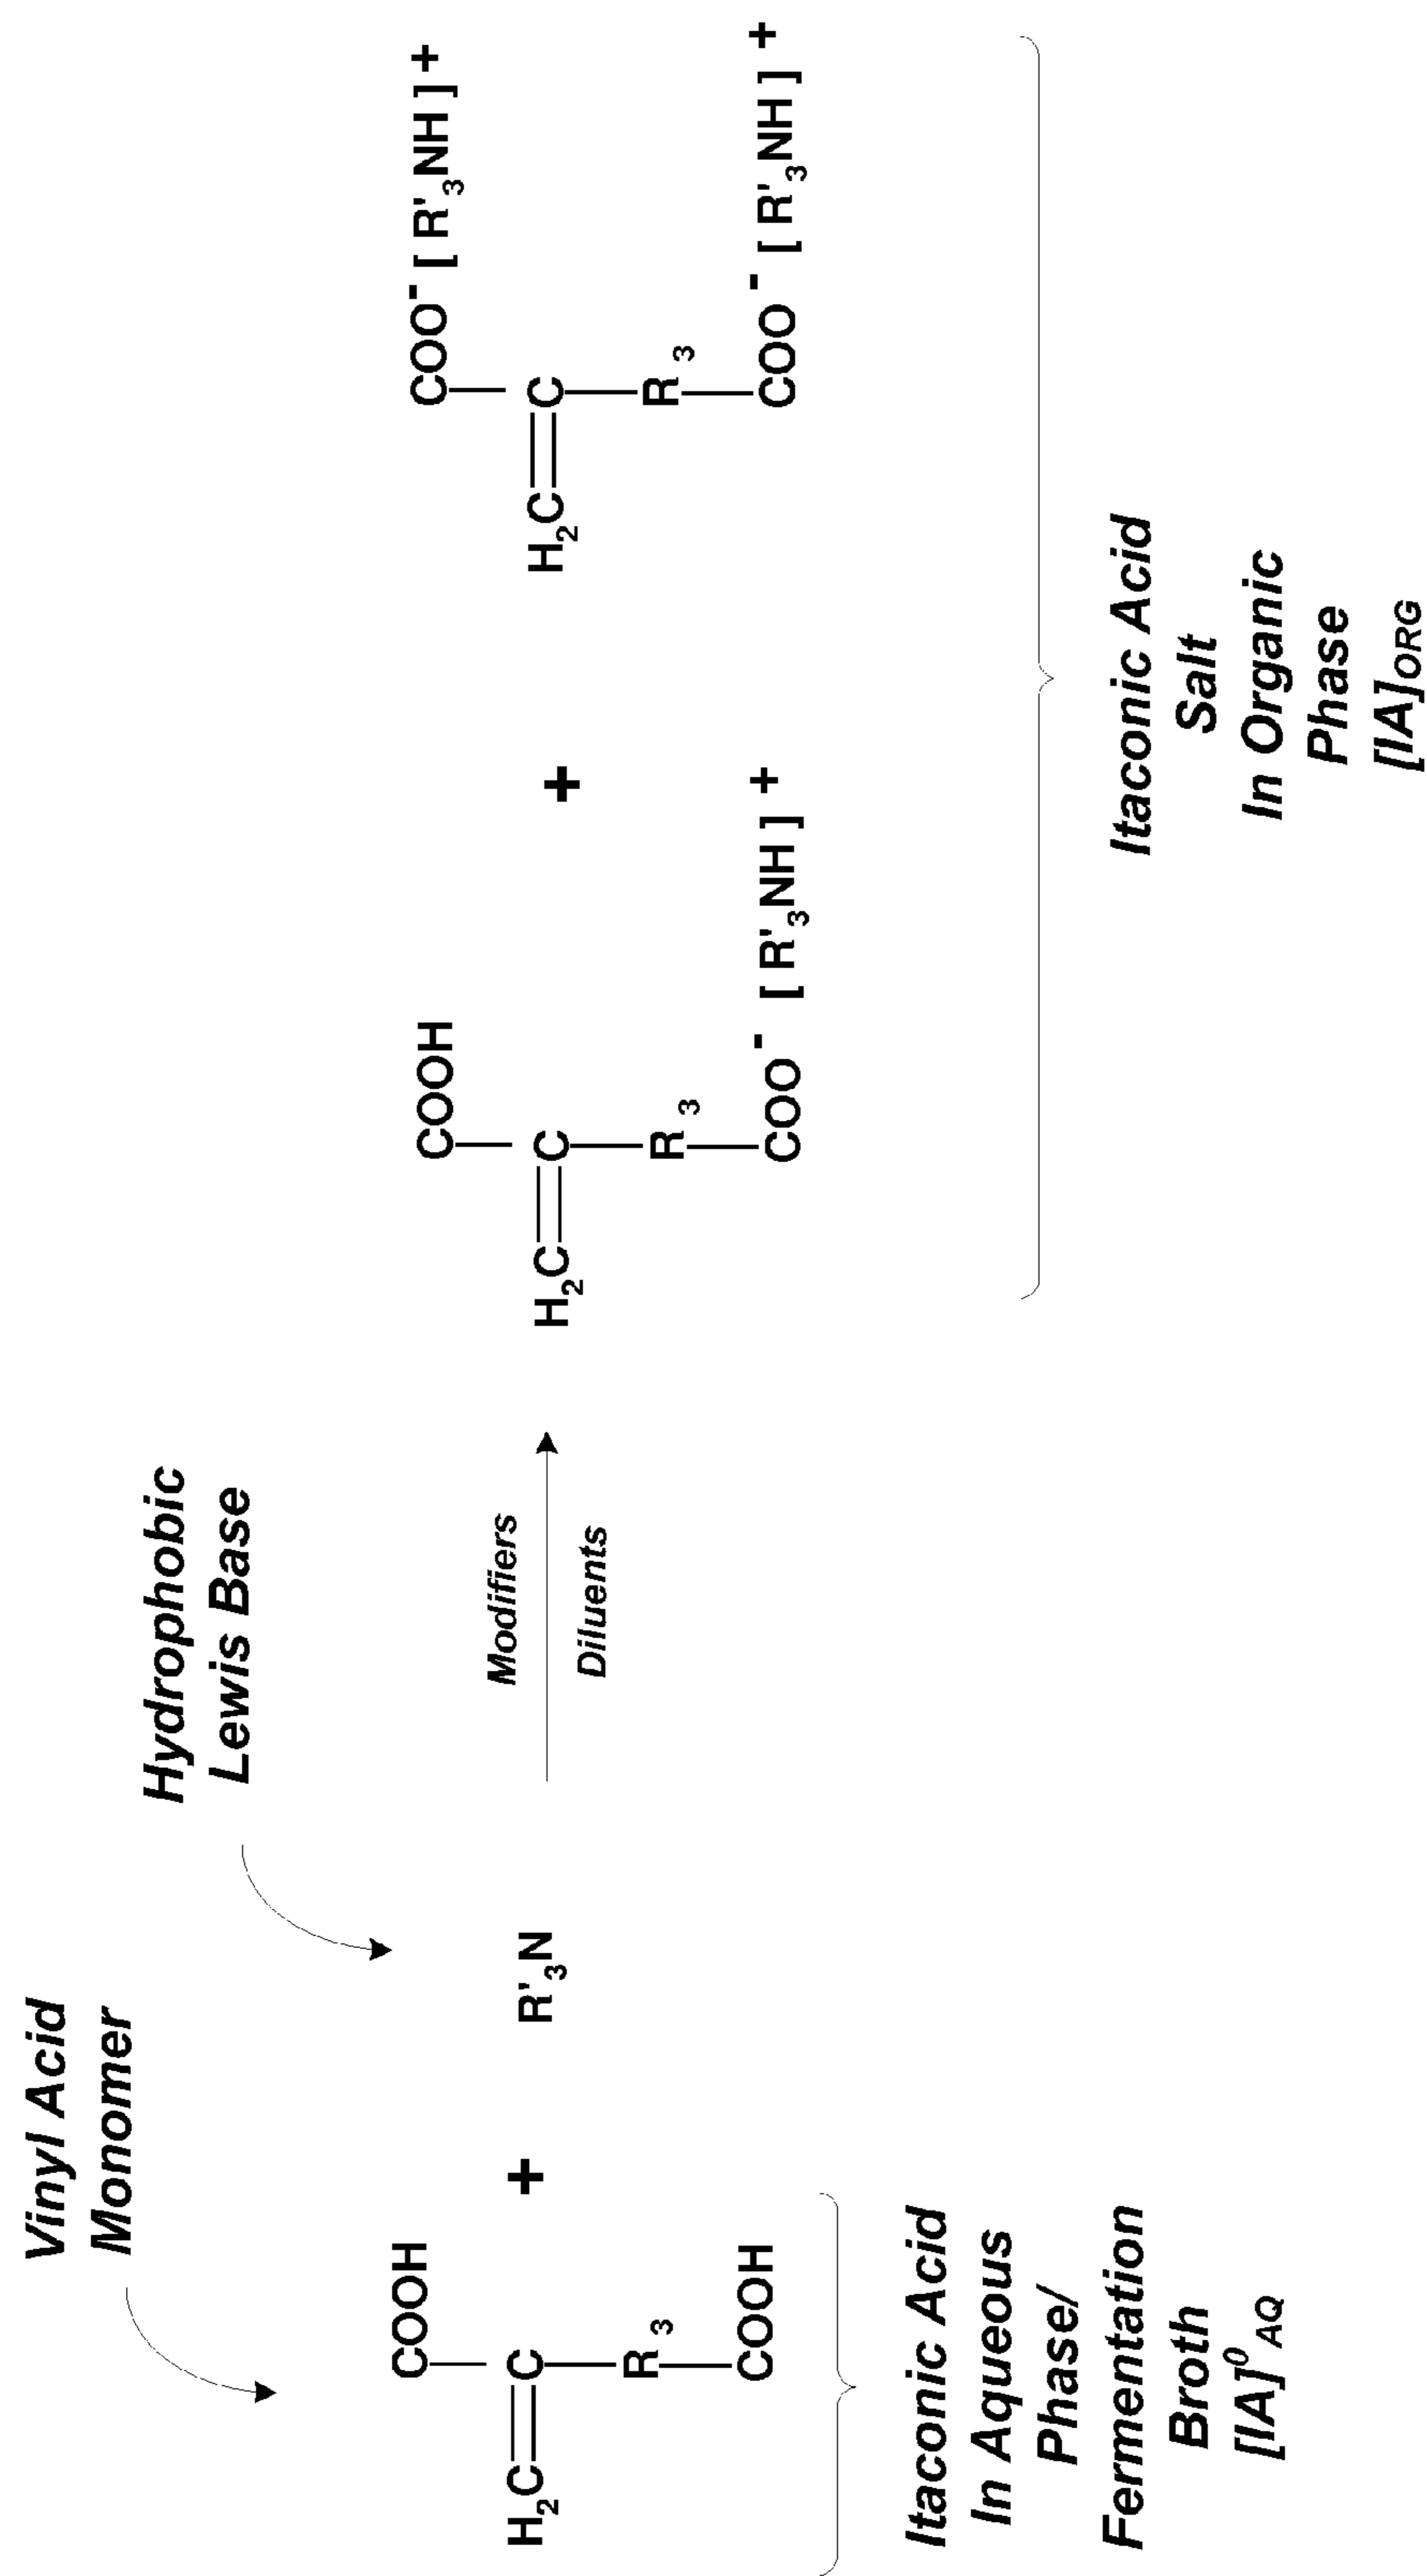 Vinyl Acid
Monomer
Hydrophobic
Lewis Base
COOH
H2C=C + R'3N
R3
COOH
Modifiers
Diluents
COOH
H2C=C
R3
COO- [ R'3NH ] +
+
COO- [ R'3NH ] +
H2C=C
R3
COO- [ R'3NH ] +
Itaconic Acid
In Aqueous
Phase/
Fermentation
Broth
[IA]0AQ
Itaconic Acid
Salt
In Organic
Phase
[IA]ORG